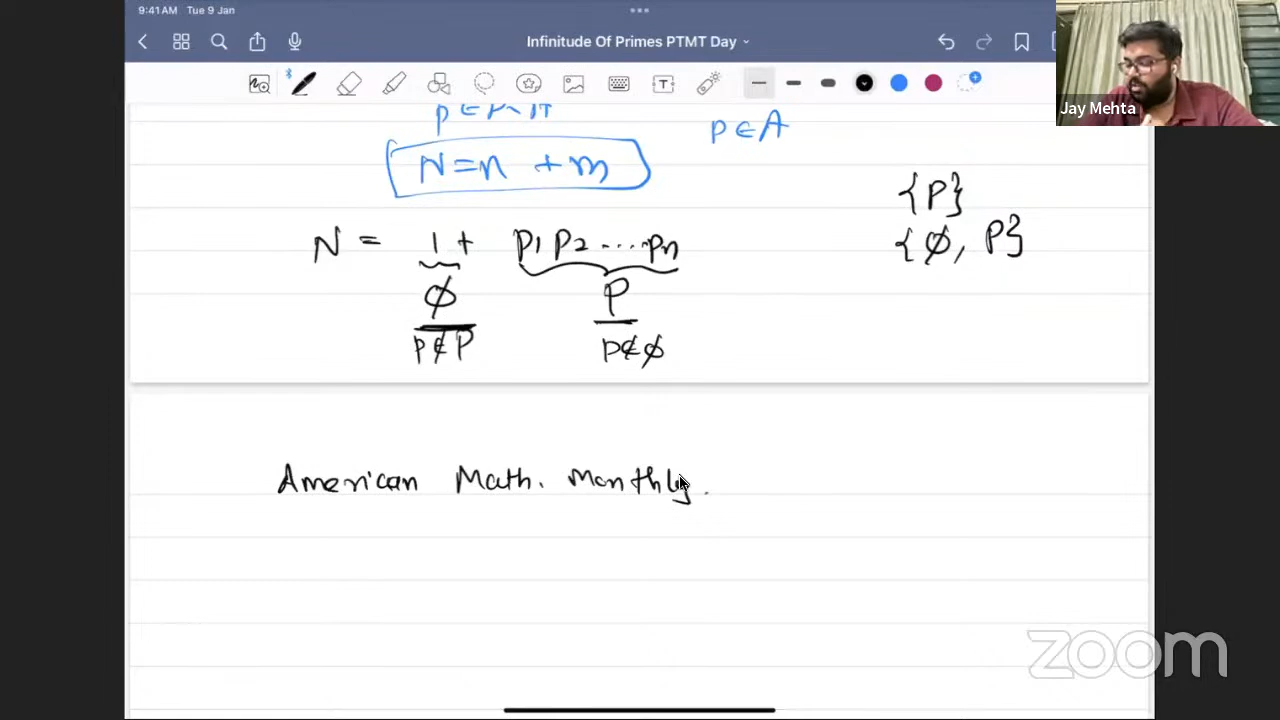 9:41 AM Tue 9 Jan
Infinitude Of Primes PTMT Day
Jay Mehta
p ∈ A
N = n + m
{P}
N = 1 + p1 p2 ... pn
{ϕ, P}
ϕ P
p∉P p∉ϕ
American Math. Monthly.
zoom